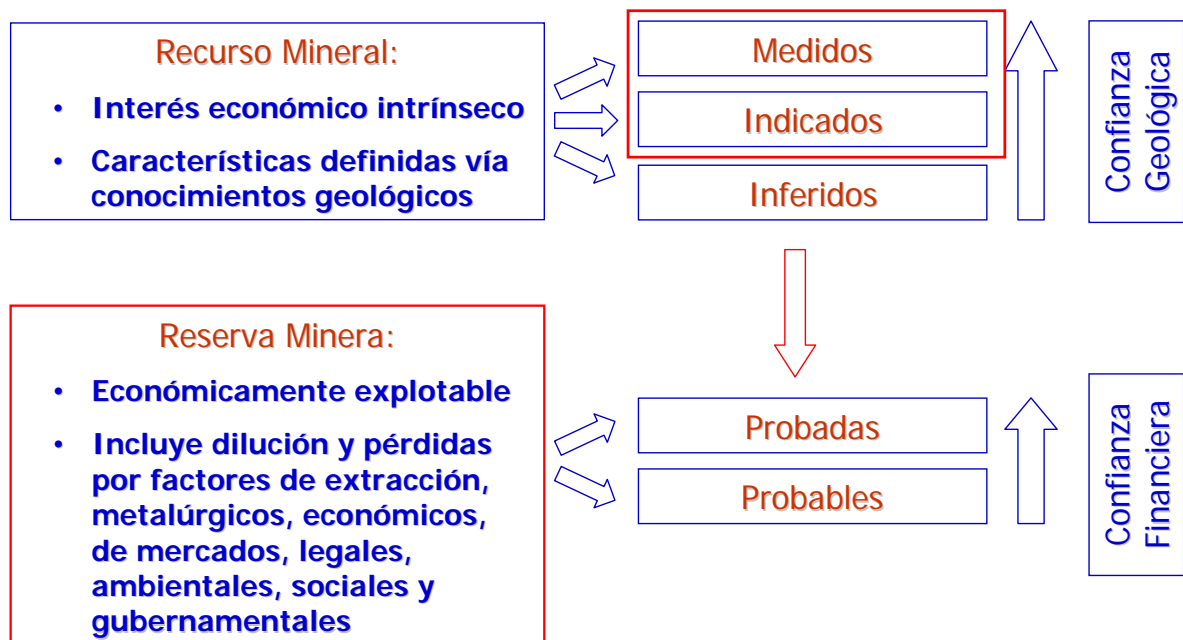 Recurso Mineral:
• Interés económico intrínseco
• Características definidas vía
conocimientos geológicos
Medidos
Indicados
Inferidos
Confianza
Geológica
Reserva Minera:
• Económicamente explotable
• Incluye dilución y pérdidas
por factores de extracción,
metalúrgicos, económicos,
de mercados, legales,
ambientales, sociales y
gubernamentales
Probadas
Probables
Confianza
Financiera